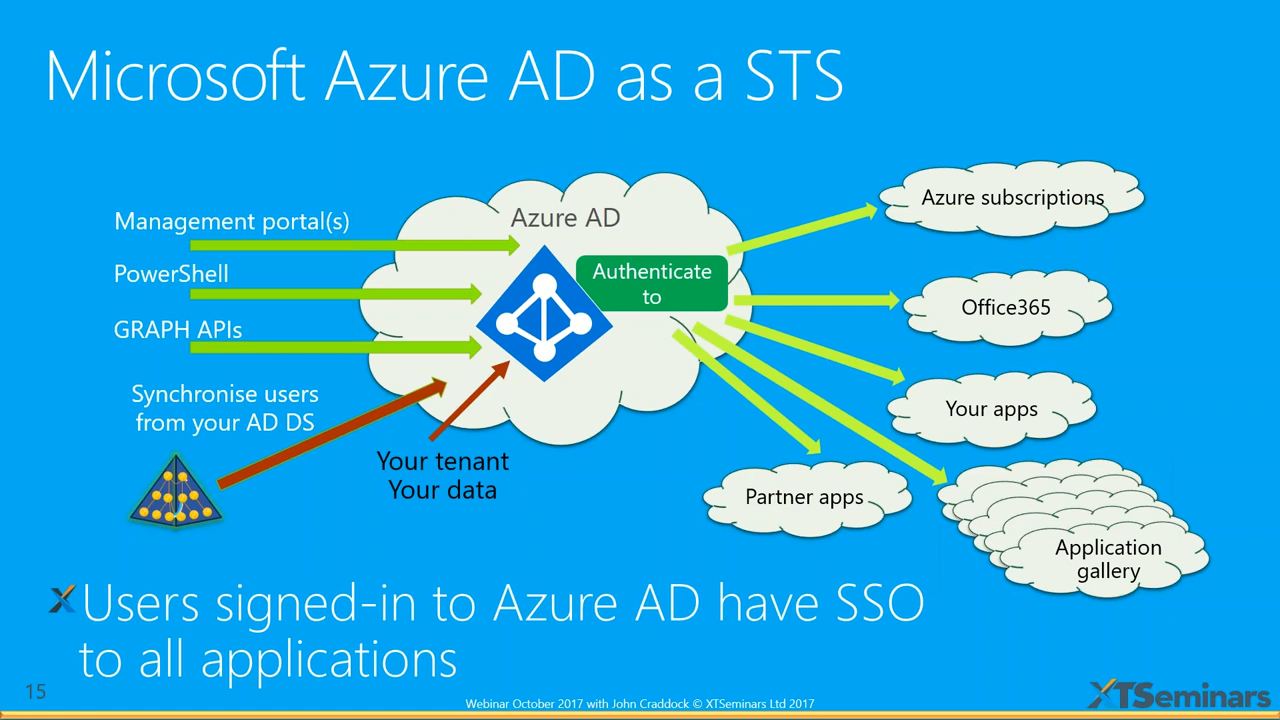 Microsoft Azure AD as a STS
Management portal(s)
PowerShell
GRAPH APIs
Synchronise users
from your AD DS
Your tenant
Your data
Azure AD
Authenticate
to
Azure subscriptions
Office365
Your apps
Partner apps
Application
gallery
Users signed-in to Azure AD have SSO
to all applications
15
Webinar October 2017 with John Craddock © XTSeminars Ltd 2017
XTSeminars